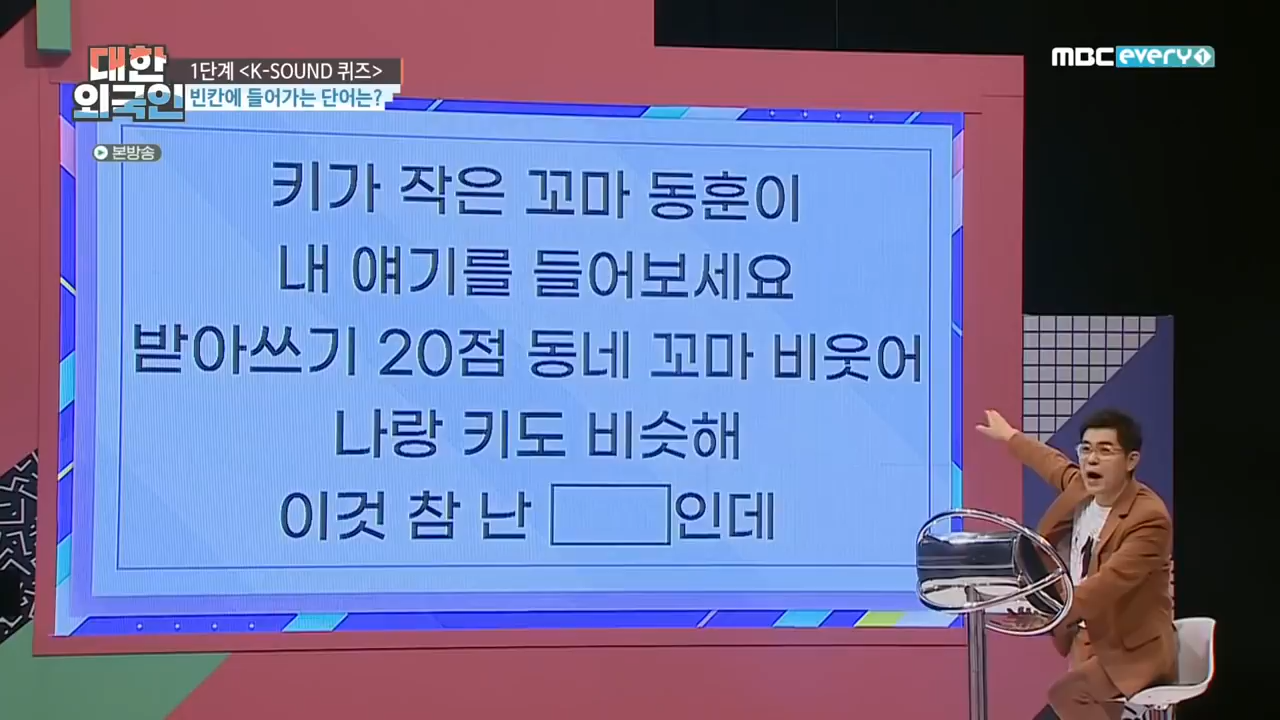 대한
외국인
1단계 <K-SOUND 퀴즈>
빈칸에 들어가는 단어는?
본방송
MBC every1
키가 작은 꼬마 동훈이
내 얘기를 들어보세요
받아쓰기 20점 동네 꼬마 비웃어
나랑 키도 비슷해
이것 참 난 인데